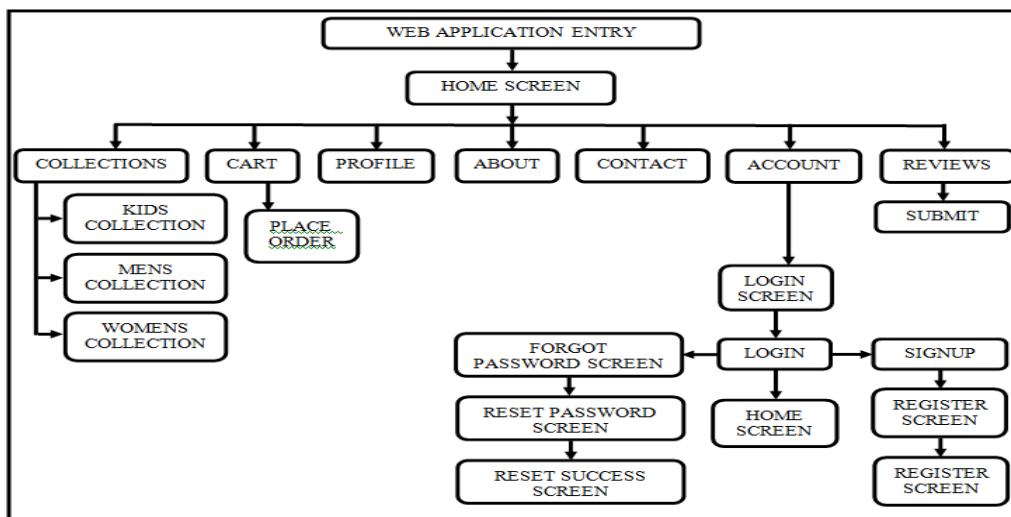 WEB APPLICATION ENTRY
HOME SCREEN
COLLECTIONS
CART
PROFILE
ABOUT
CONTACT
ACCOUNT
REVIEWS
KIDS
COLLECTION
PLACE
ORDER
SUBMIT
MENS
COLLECTION
LOGIN
SCREEN
WOMENS
COLLECTION
FORGOT
PASSWORD SCREEN
LOGIN
SIGNUP
RESET PASSWORD
SCREEN
HOME
SCREEN
REGISTER
SCREEN
RESET SUCCESS
SCREEN
REGISTER
SCREEN